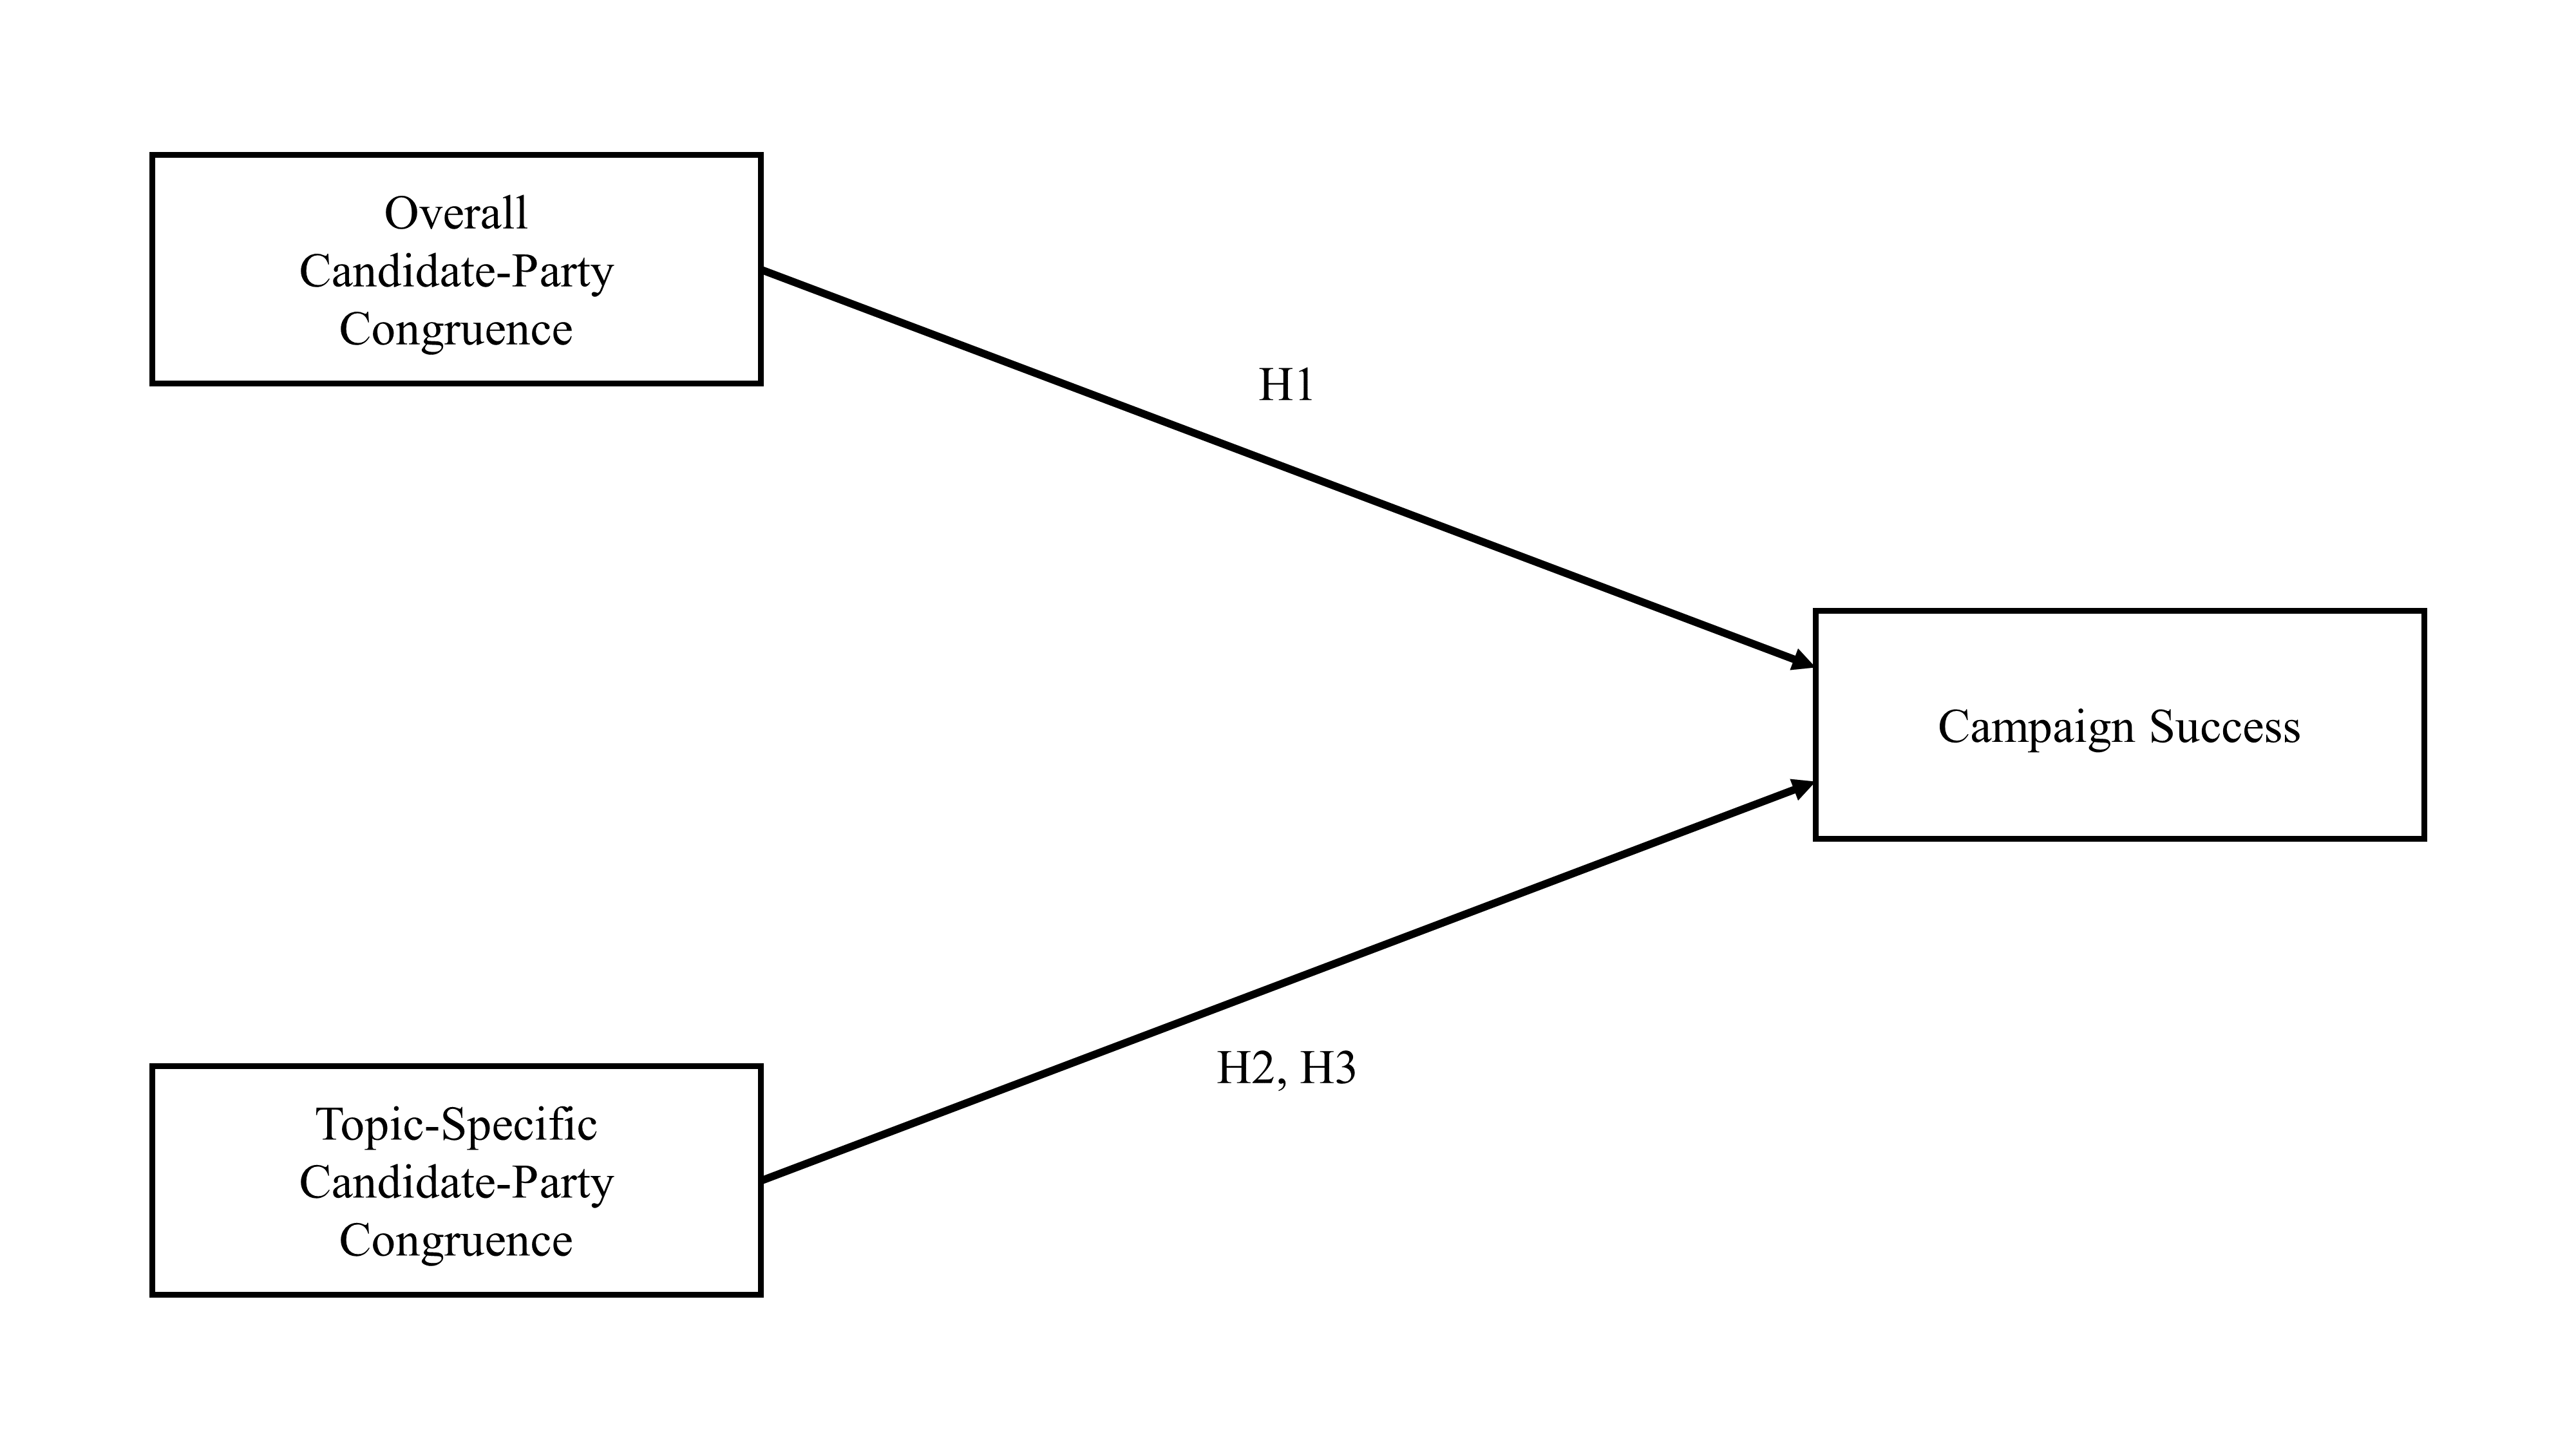 Overall
Candidate-Party
Congruence
H1
Campaign Success
H2, H3
Topic-Specific
Candidate-Party
Congruence